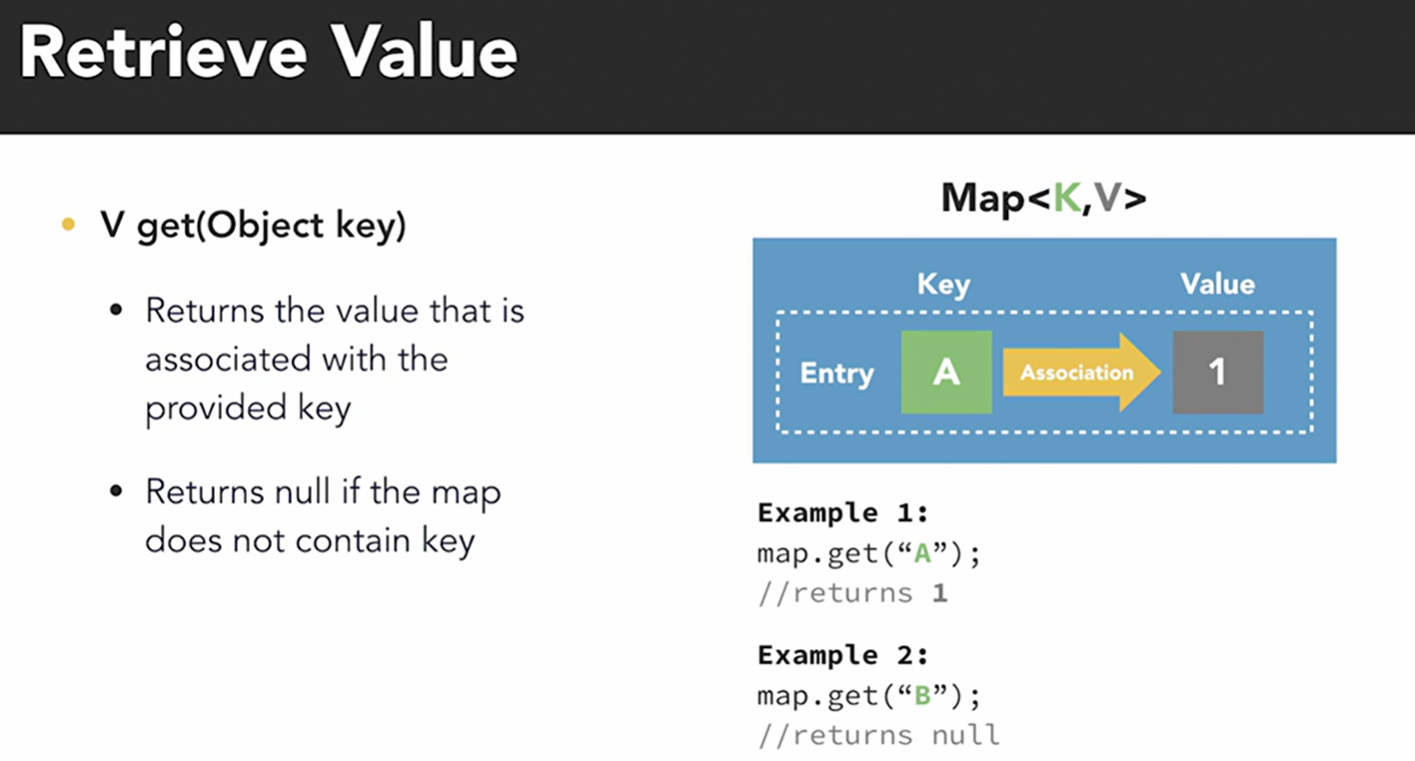 Retrieve Value
• V get(Object key)
• Returns the value that is
associated with the
provided key
• Returns null if the map
does not contain key
Map<K,V>
Key Value
Entry A Association 1
Example 1:
map.get(“A”);
//returns 1
Example 2:
map.get(“B”);
//returns null